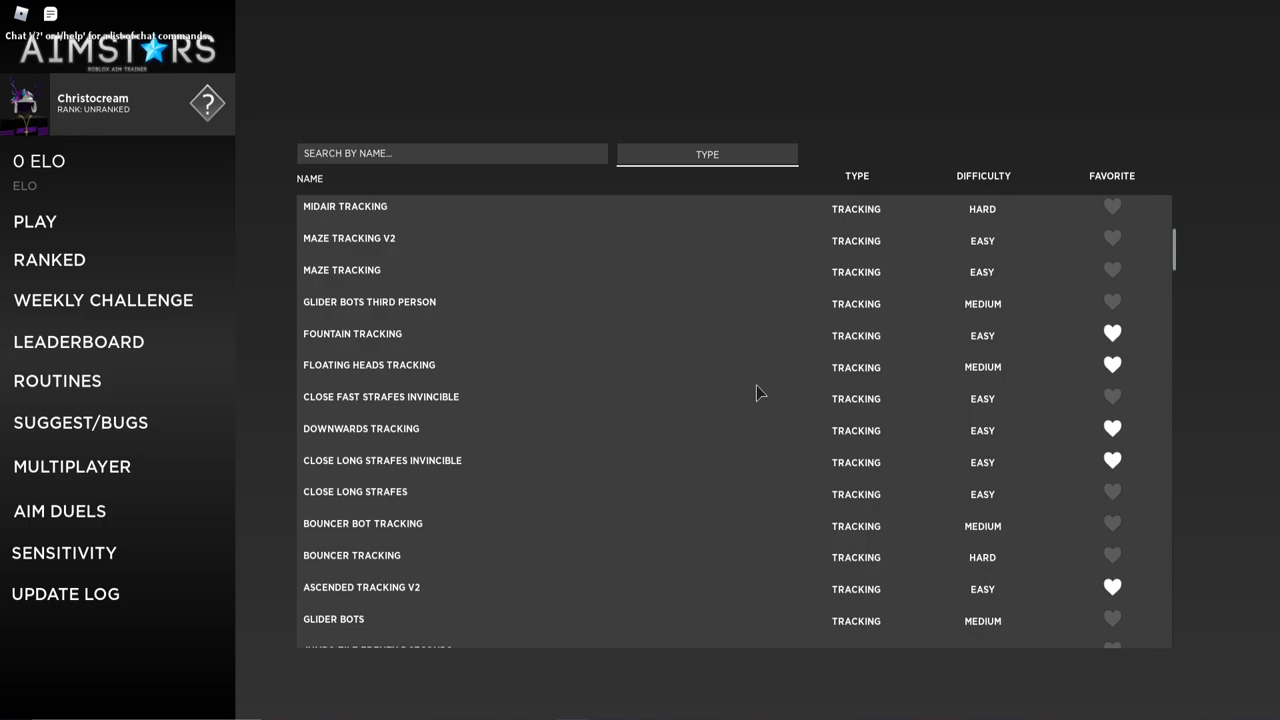 Chat '/?' or '/help' for a list of chat commands.
AIMSTARS
ROBLOX AIM TRAINER
Christocream
RANK: UNRANKED
?
0 ELO
ELO
PLAY
RANKED
WEEKLY CHALLENGE
LEADERBOARD
ROUTINES
SUGGEST/BUGS
MULTIPLAYER
AIM DUELS
SENSITIVITY
UPDATE LOG
SEARCH BY NAME... TYPE
NAME TYPE DIFFICULTY FAVORITE
MIDAIR TRACKING TRACKING HARD
MAZE TRACKING V2 TRACKING EASY
MAZE TRACKING TRACKING EASY
GLIDER BOTS THIRD PERSON TRACKING MEDIUM
FOUNTAIN TRACKING TRACKING EASY
FLOATING HEADS TRACKING TRACKING MEDIUM
CLOSE FAST STRAFES INVINCIBLE TRACKING EASY
DOWNWARDS TRACKING TRACKING EASY
CLOSE LONG STRAFES INVINCIBLE TRACKING EASY
CLOSE LONG STRAFES TRACKING EASY
BOUNCER BOT TRACKING TRACKING MEDIUM
BOUNCER TRACKING TRACKING HARD
ASCENDED TRACKING V2 TRACKING EASY
GLIDER BOTS TRACKING MEDIUM